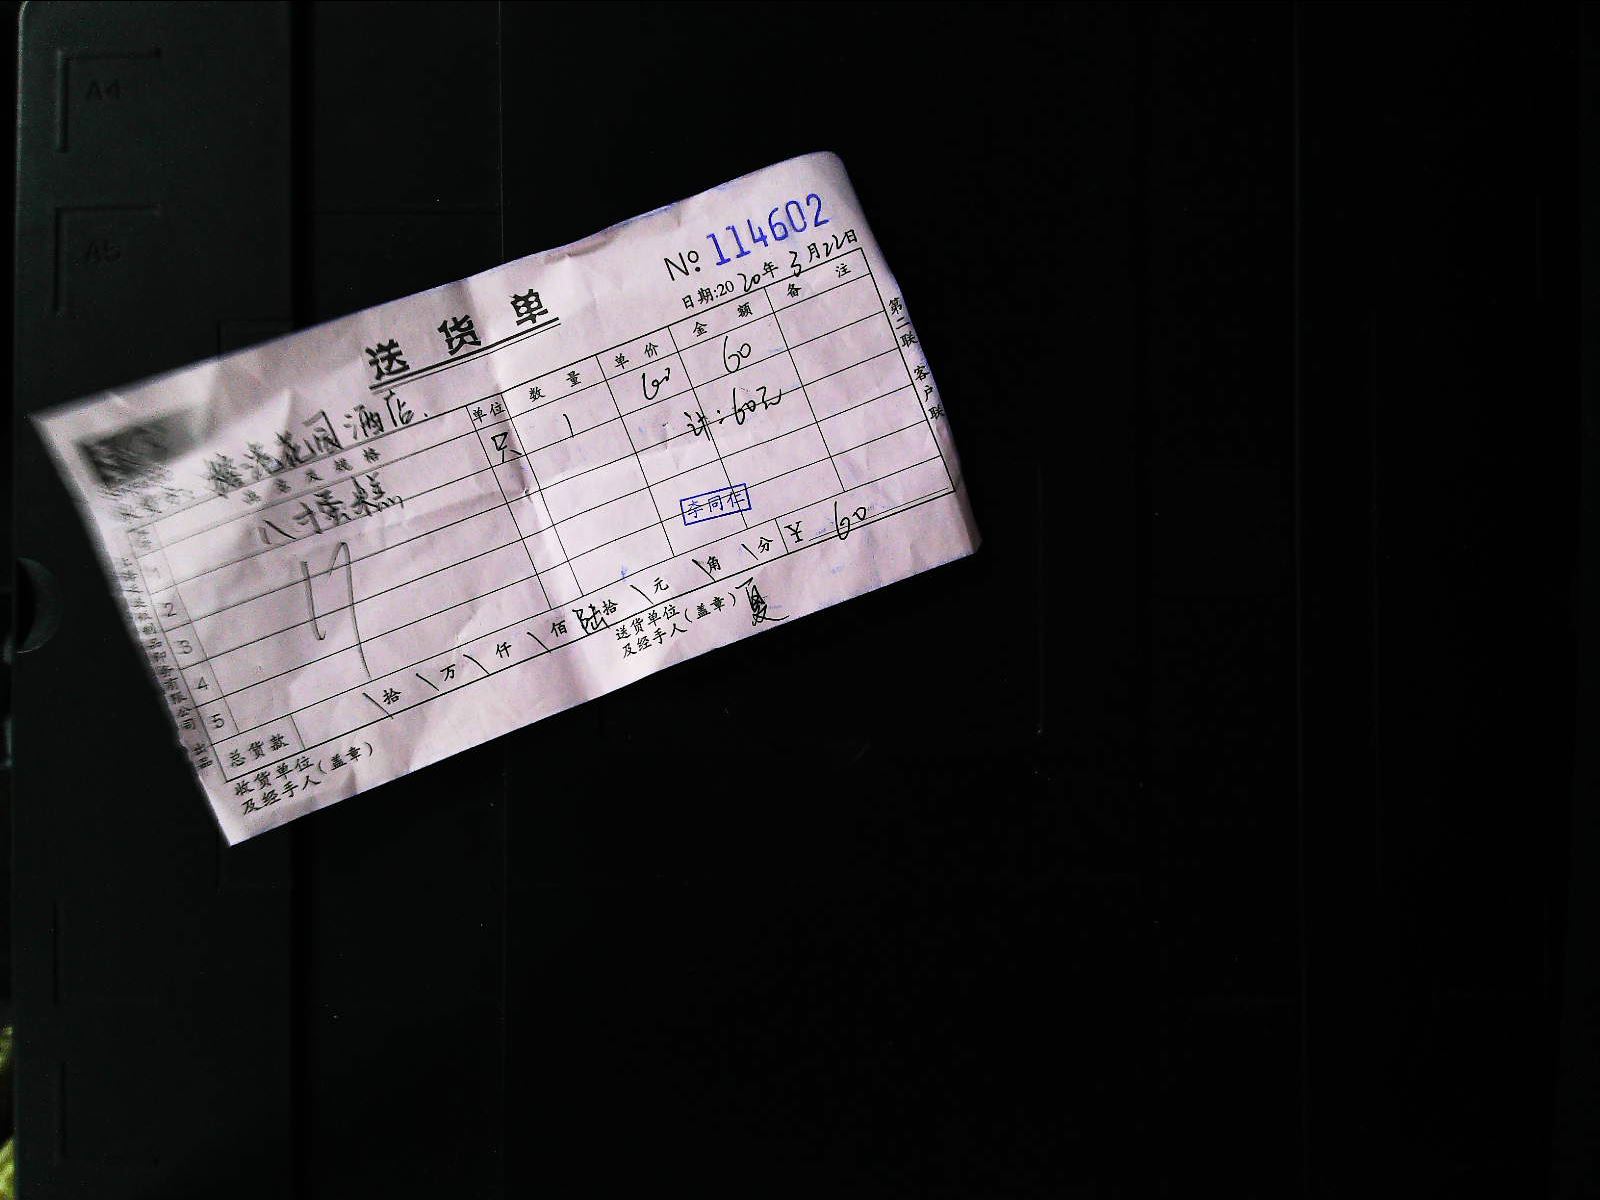 A4
A5
送货单
№ 114602
日期:2020年3月22日
花园酒店.
品名及规格 单位 数量 单价 金额 备注
八寸蛋糕 只 1 60 60
计:60元
1
2
3
4
5
李同仁
总货款 \拾\万\仟\佰陆拾\元\角\分 ¥ 60
收货单位
及经手人(盖章)
送货单位
及经手人(盖章) 夏
第二联 客户联